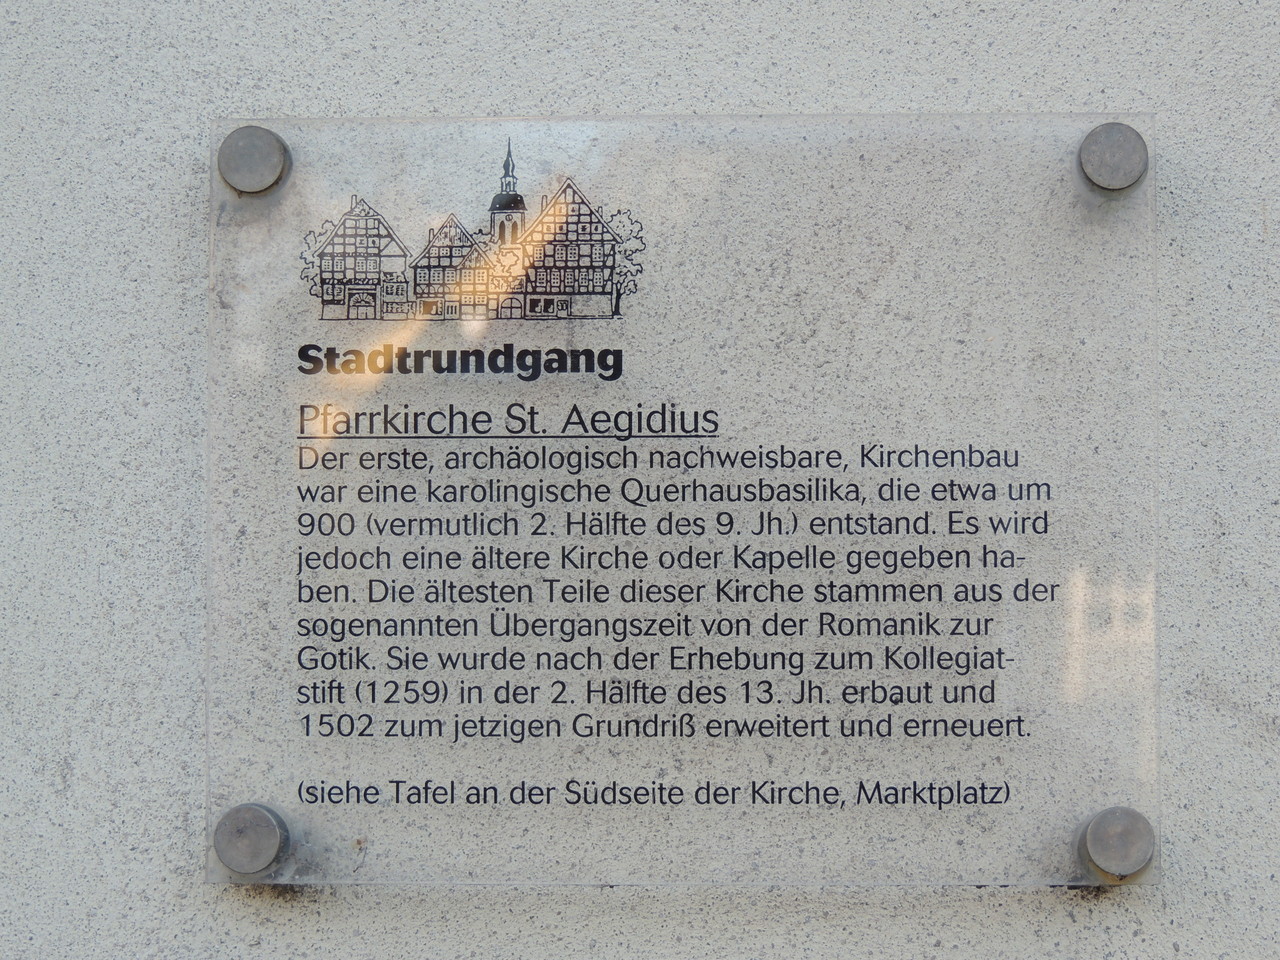 Stadtrundgang
Pfarrkirche St. Aegidius
Der erste, archäologisch nachweisbare, Kirchenbau
war eine karolingische Querhausbasilika, die etwa um
900 (vermutlich 2. Hälfte des 9. Jh.) entstand. Es wird
jedoch eine ältere Kirche oder Kapelle gegeben ha-
ben. Die ältesten Teile dieser Kirche stammen aus der
sogenannten Übergangszeit von der Romanik zur
Gotik. Sie wurde nach der Erhebung zum Kollegiat-
stift (1259) in der 2. Hälfte des 13. Jh. erbaut und
1502 zum jetzigen Grundriß erweitert und erneuert.
(siehe Tafel an der Südseite der Kirche, Marktplatz)